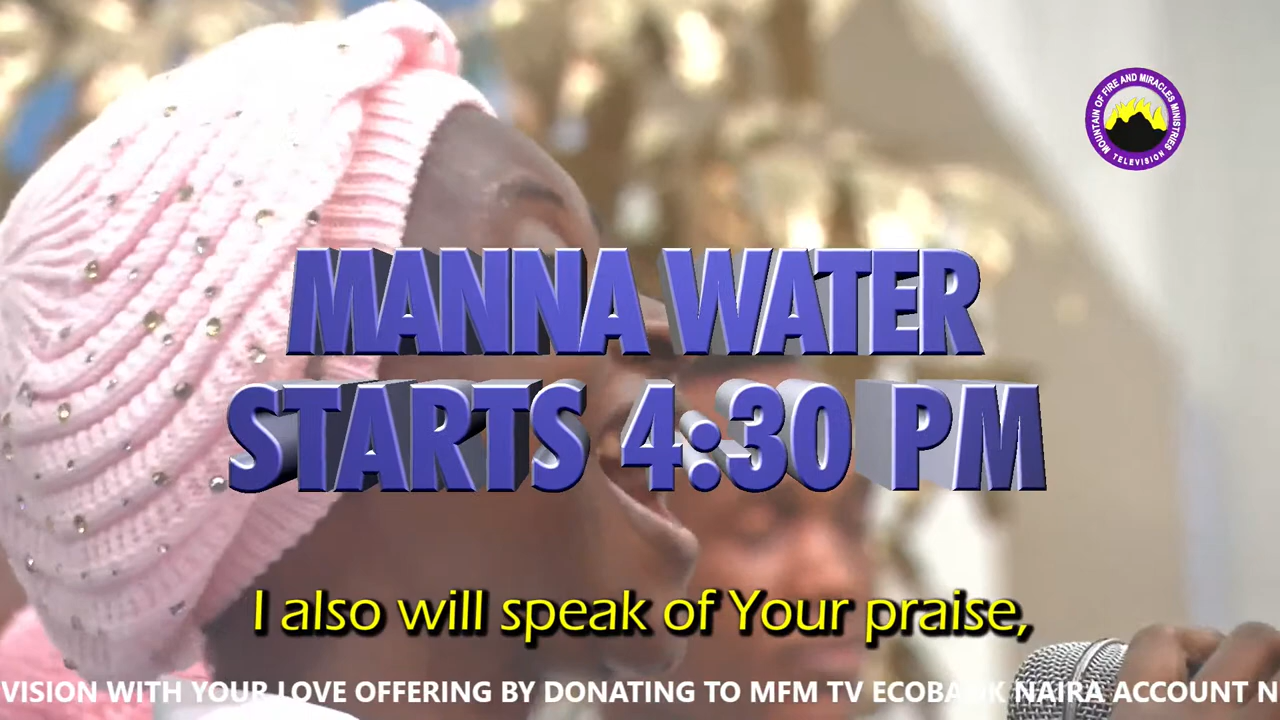 MOUNTAIN OF FIRE AND MIRACLES MINISTRIES
TELEVISION
MANNA WATER
STARTS 4:30 PM
I also will speak of Your praise,
VISION WITH YOUR LOVE OFFERING BY DONATING TO MFM TV ECOBANK NAIRA ACCOUNT N